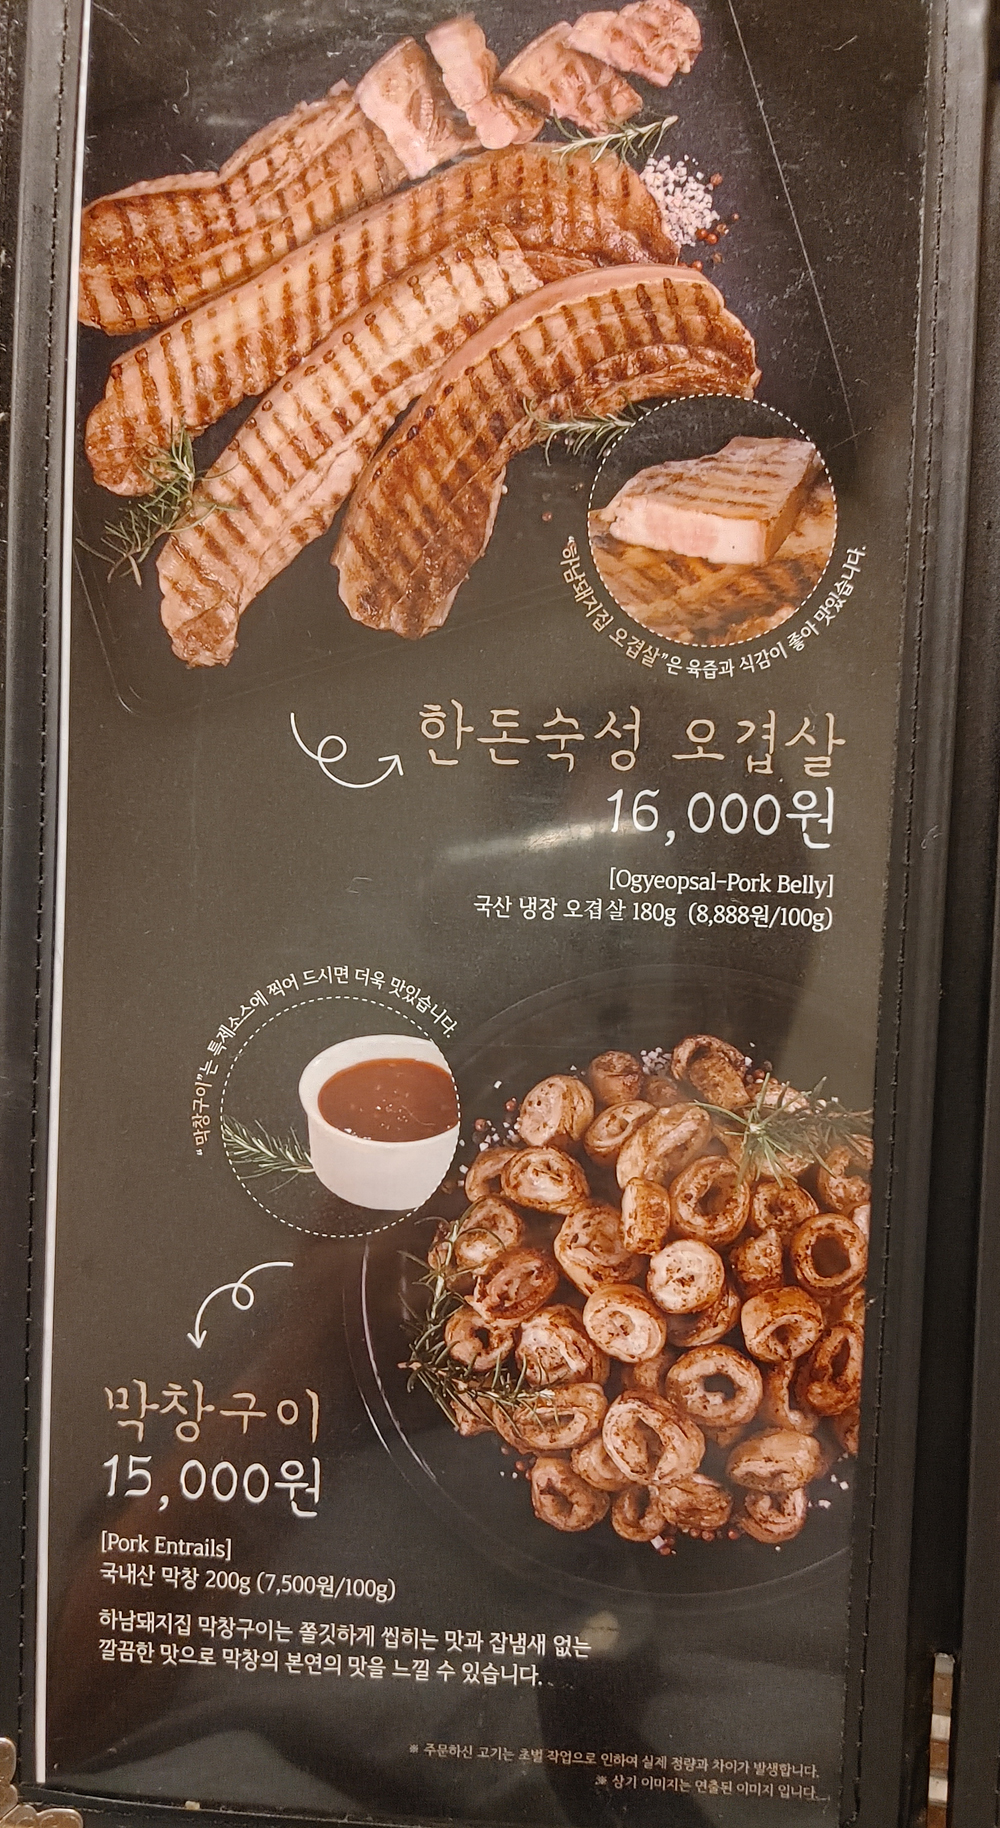 “하남돼지집 오겹살”은 육즙과 식감이 좋아 맛있습니다.
한돈숙성 오겹살
16,000원
[Ogyeopsal-Pork Belly]
국산 냉장 오겹살 180g (8,888원/100g)
“막창구이”는 특제소스에 찍어 드시면 더욱 맛있습니다.
막창구이
15,000원
[Pork Entrails]
국내산 막창 200g (7,500원/100g)
하남돼지집 막창구이는 쫄깃하게 씹히는 맛과 잡냄새 없는
깔끔한 맛으로 막창의 본연의 맛을 느낄 수 있습니다.
※ 주문하신 고기는 초벌 작업으로 인하여 실제 정량과 차이가 발생합니다.
※ 상기 이미지는 연출된 이미지 입니다.